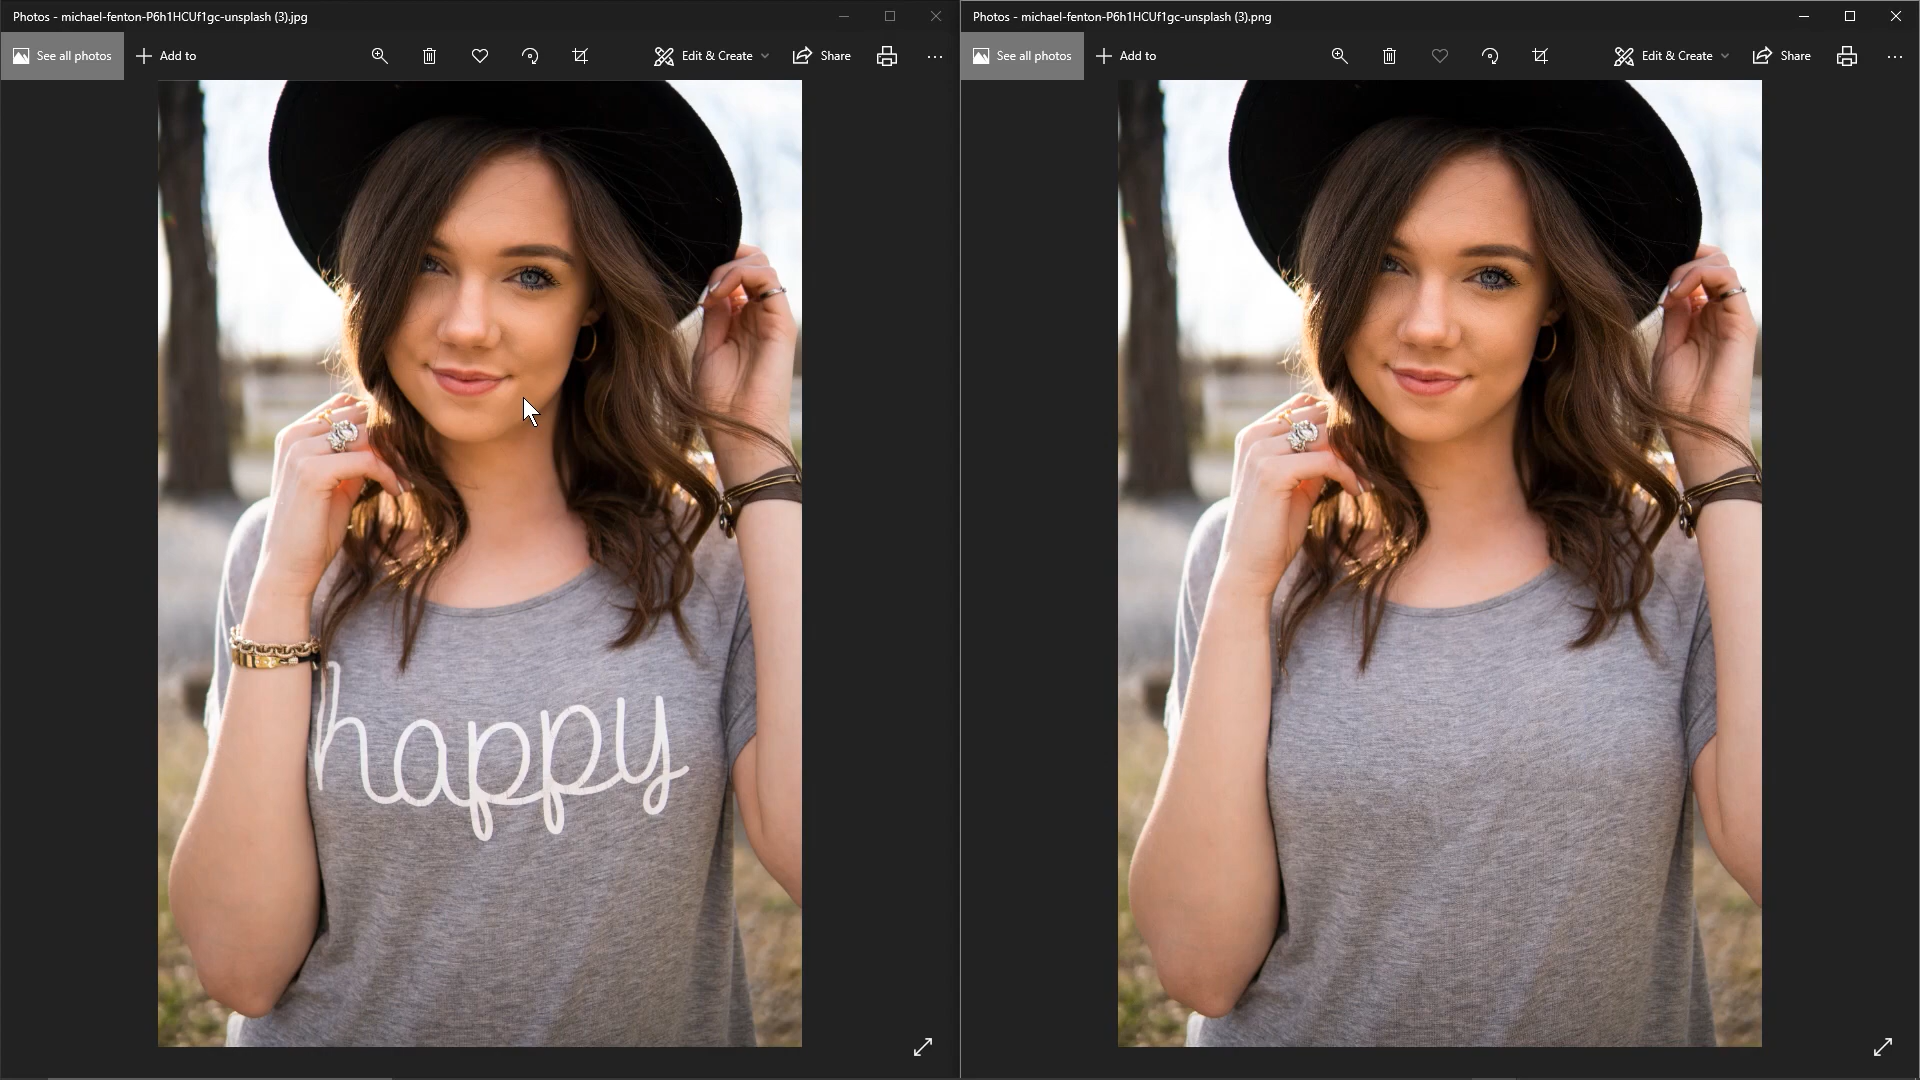 Photos - michael-fenton-P6h1HCUf1gc-unsplash (3).jpg
See all photos
Add to
Edit & Create
Share
happy
Photos - michael-fenton-P6h1HCUf1gc-unsplash (3).png
See all photos
Add to
Edit & Create
Share